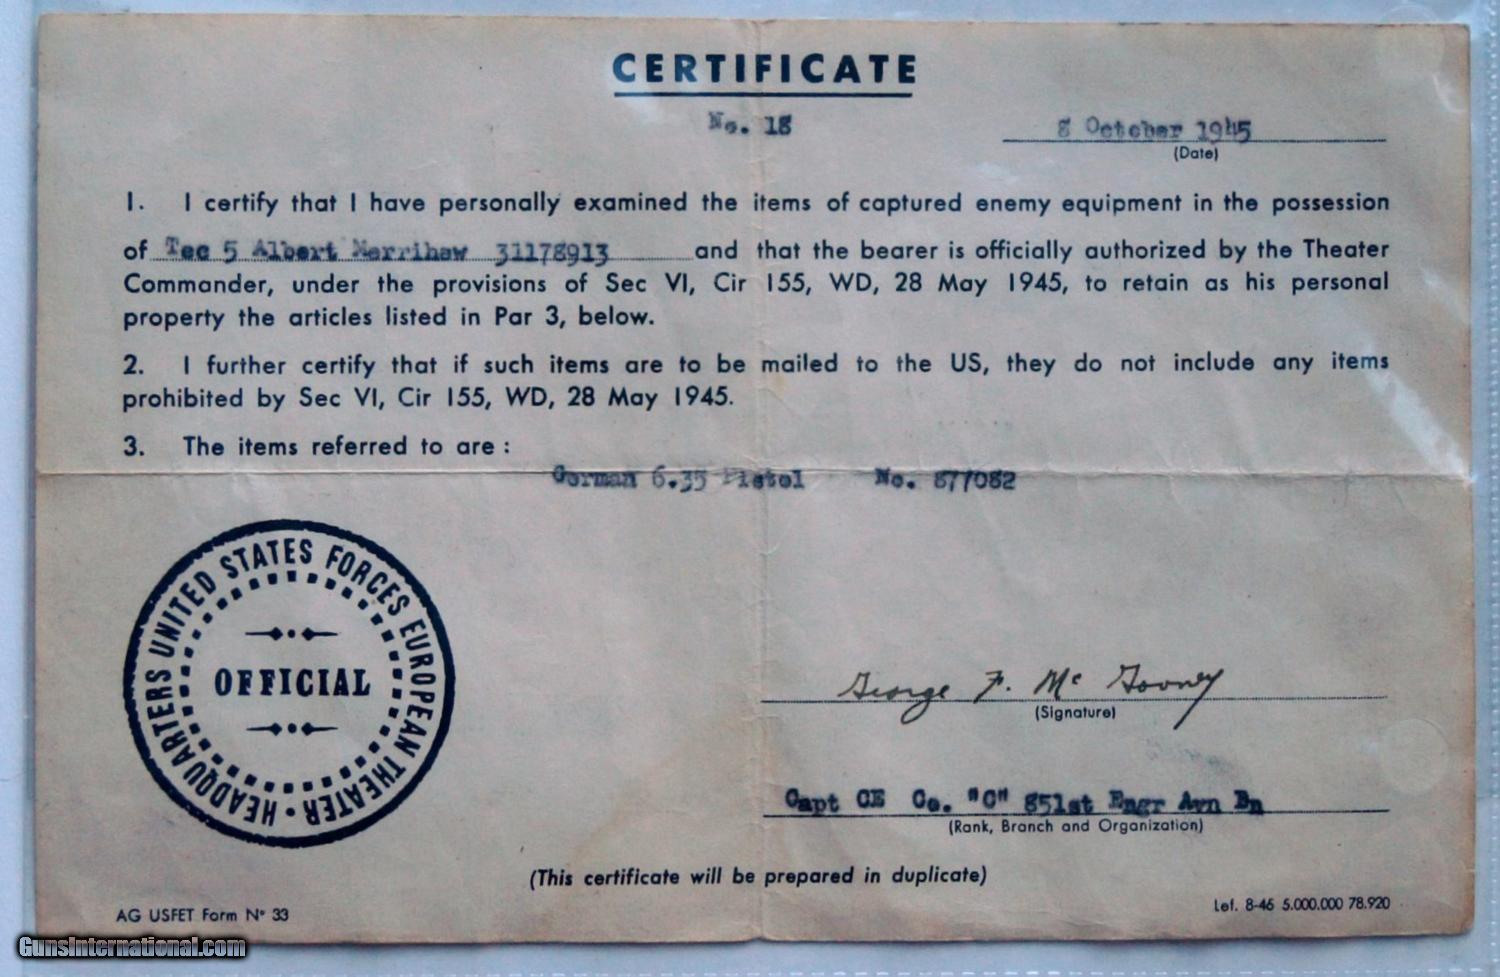 CERTIFICATE
No. 18
8 October 1945
(Date)
1. I certify that I have personally examined the items of captured enemy equipment in the possession
of Tec 5 Albert Merrihew 31178913 and that the bearer is officially authorized by the Theater
Commander, under the provisions of Sec VI, Cir 155, WD, 28 May 1945, to retain as his personal
property the articles listed in Par 3, below.
2. I further certify that if such items are to be mailed to the US, they do not include any items
prohibited by Sec VI, Cir 155, WD, 28 May 1945.
3. The items referred to are :
German 6.35 Pistol No. 877082
HEADQUARTERS UNITED STATES FORCES EUROPEAN THEATER •
OFFICIAL
George F. Mc
(Signature)
Capt CE Co. "C" 851st Engr Avn Bn
(Rank, Branch and Organization)
(This certificate will be prepared in duplicate)
AG USFET Form N° 33
Lef. 8-46 5.000.000 78.920
GunsInternational.com